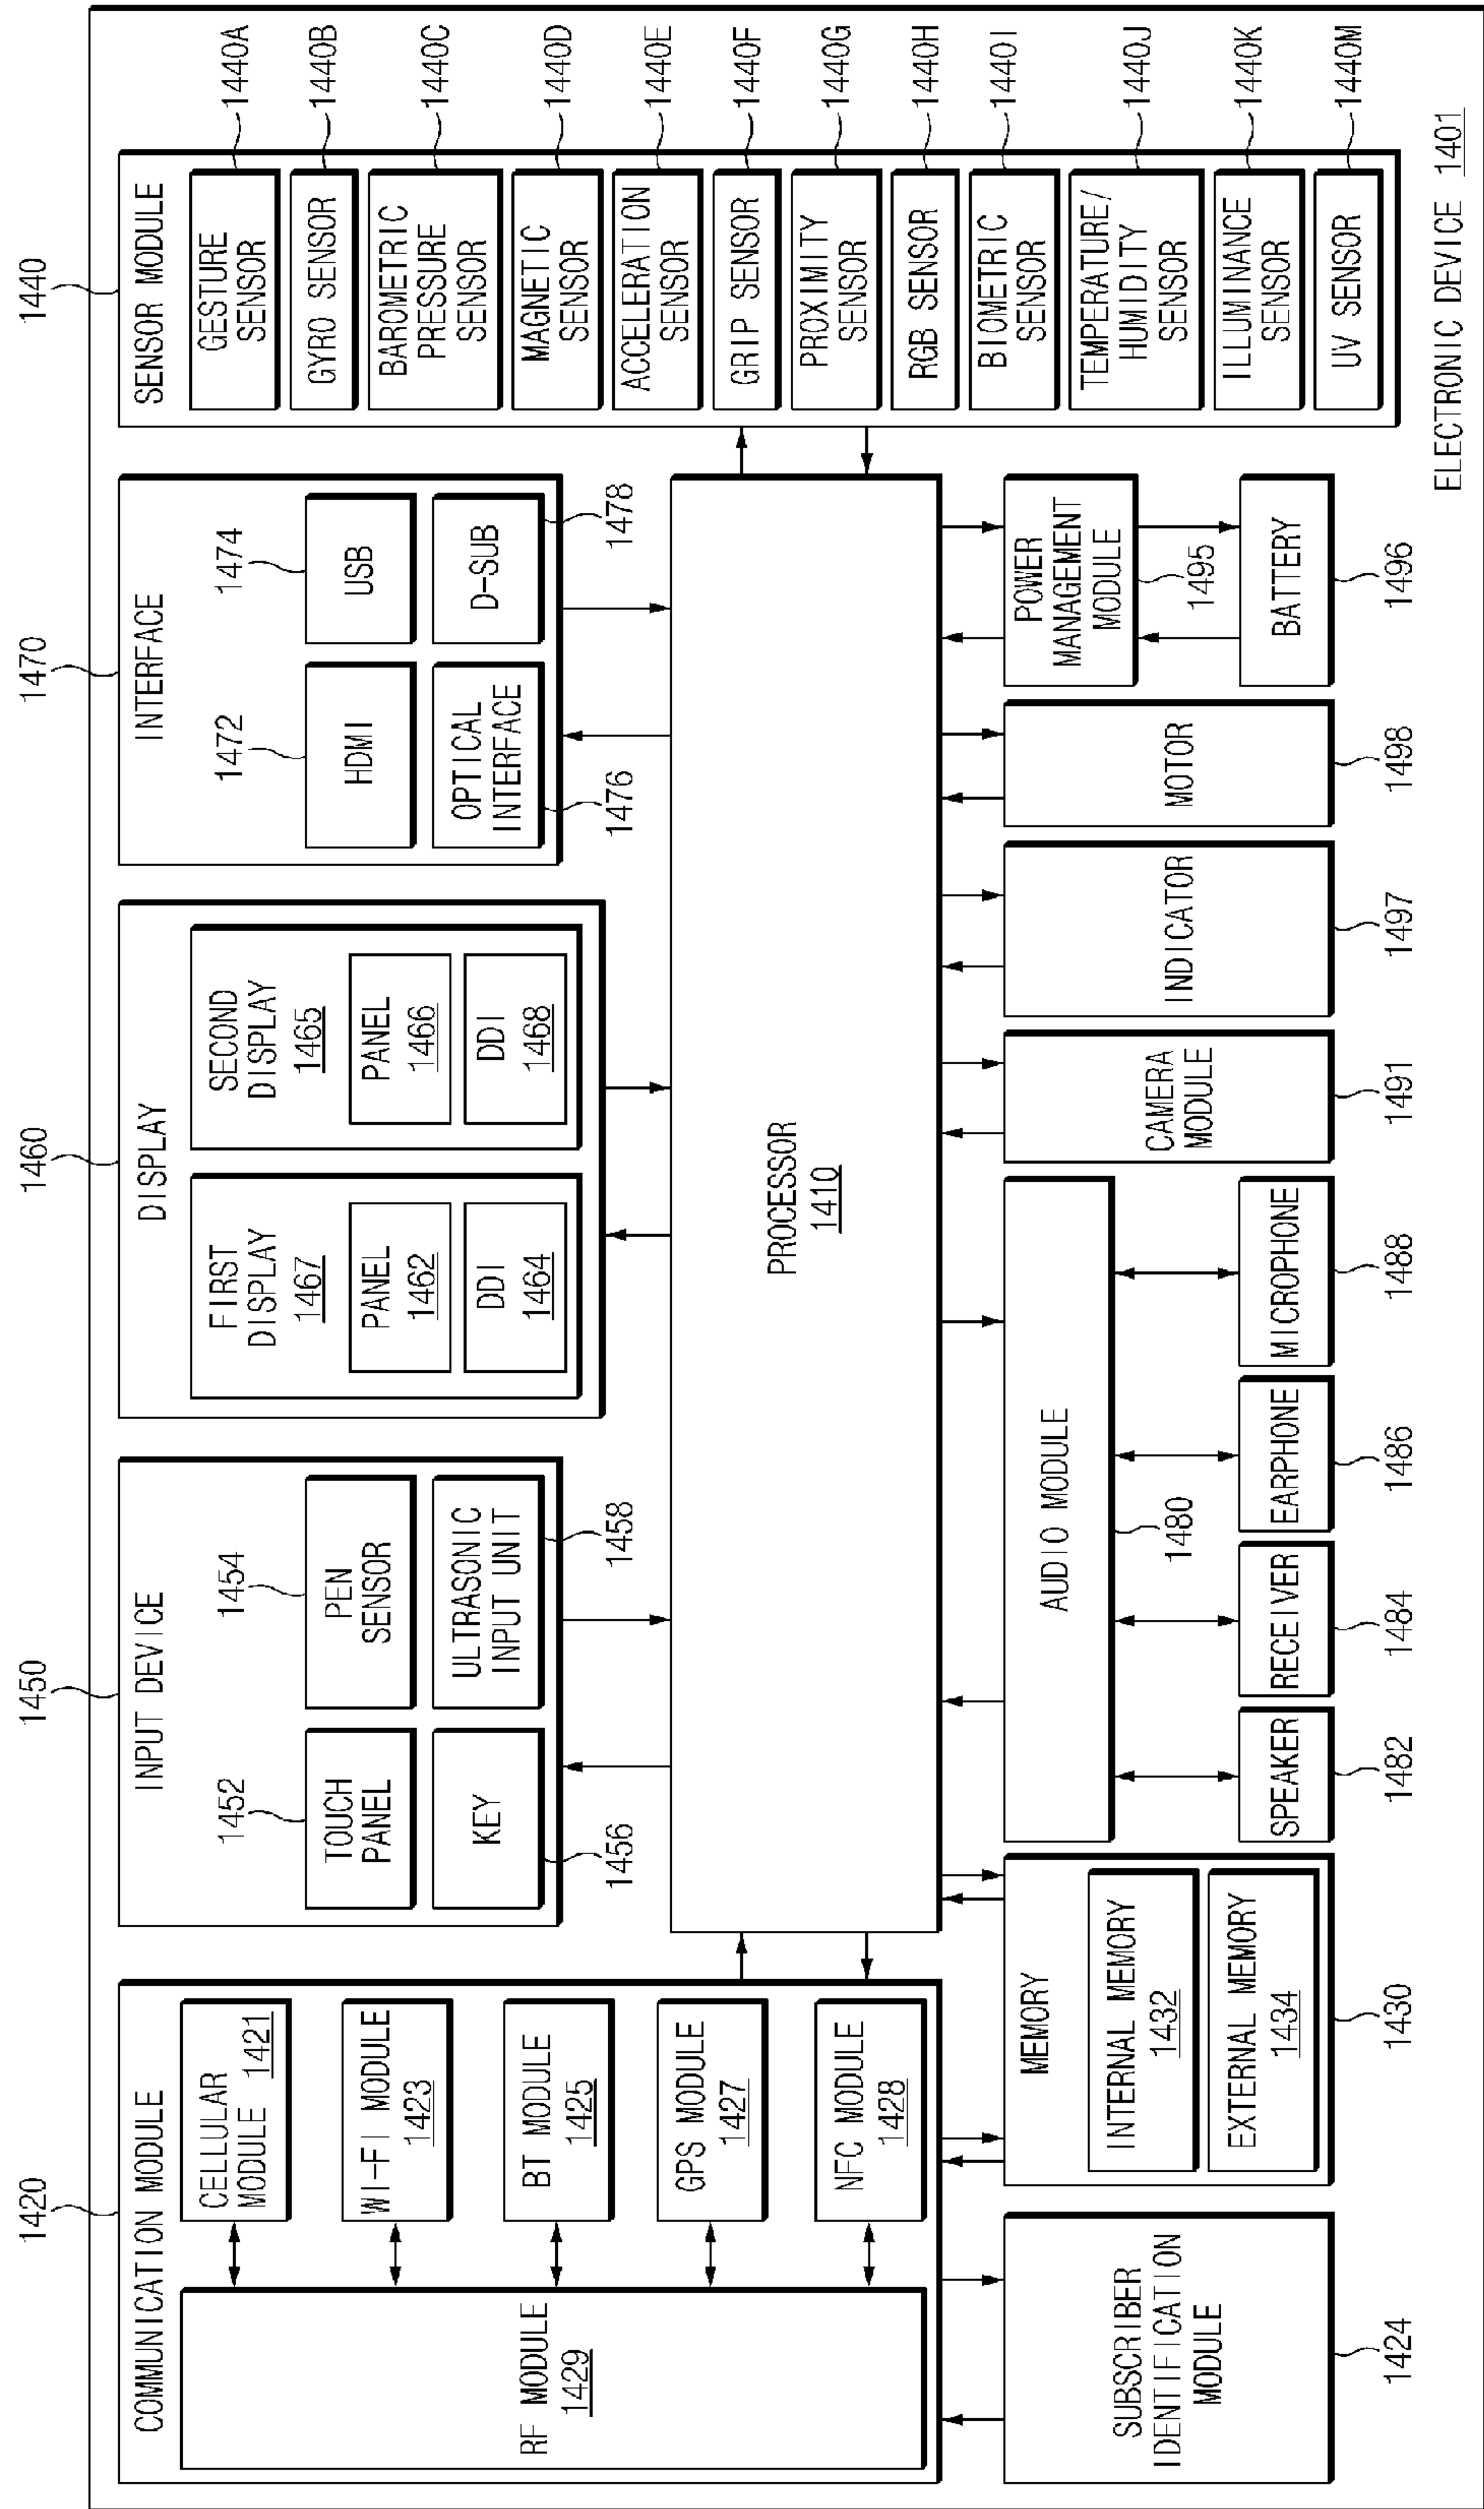 1420
COMMUNICATION MODULE
RF MODULE
1429
CELLULAR
MODULE 1421
WI-FI MODULE
1423
BT MODULE
1425
GPS MODULE
1427
NFC MODULE
1428
1450
INPUT DEVICE
1452
TOUCH
PANEL
1454
PEN
SENSOR
KEY
1456
ULTRASONIC
INPUT UNIT
1458
1460
DISPLAY
FIRST
DISPLAY
1467
PANEL
1462
DDI
1464
SECOND
DISPLAY
1465
PANEL
1466
DDI
1468
1470
INTERFACE
1472
HDMI
1474
USB
OPTICAL
INTERFACE
1476
D-SUB
1478
1440
SENSOR MODULE
GESTURE
SENSOR
1440A
GYRO SENSOR
1440B
BAROMETRIC
PRESSURE
SENSOR
1440C
MAGNETIC
SENSOR
1440D
ACCELERATION
SENSOR
1440E
GRIP SENSOR
1440F
PROXIMITY
SENSOR
1440G
RGB SENSOR
1440H
BIOMETRIC
SENSOR
1440I
TEMPERATURE/
HUMIDITY
SENSOR
1440J
ILLUMINANCE
SENSOR
1440K
UV SENSOR
1440M
PROCESSOR
1410
SUBSCRIBER
IDENTIFICATION
MODULE
1424
MEMORY
INTERNAL MEMORY
1432
EXTERNAL MEMORY
1434
1430
AUDIO MODULE
1480
SPEAKER
1482
RECEIVER
1484
EARPHONE
1486
MICROPHONE
1488
CAMERA
MODULE
1491
INDICATOR
1497
MOTOR
1498
POWER
MANAGEMENT
MODULE
1495
BATTERY
1496
ELECTRONIC DEVICE 1401